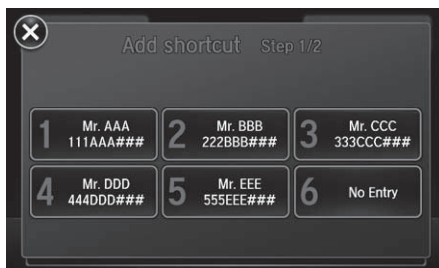 Add shortcut Step 1/2
1 Mr. AAA
111AAA###
2 Mr. BBB
222BBB###
3 Mr. CCC
333CCC###
4 Mr. DDD
444DDD###
5 Mr. EEE
555EEE###
6 No Entry